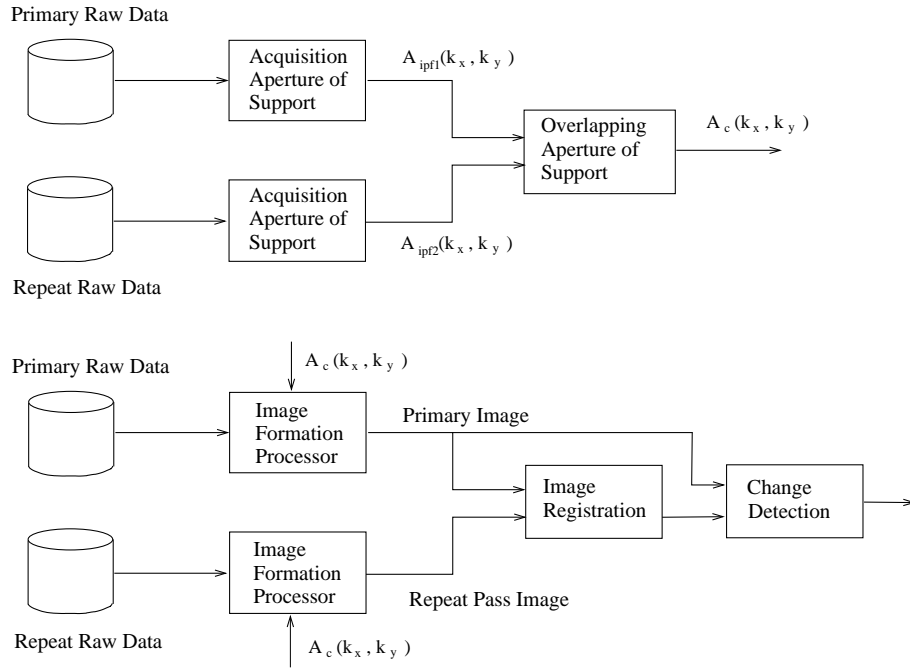 Primary Raw Data
Acquisition
Aperture of
Support
A ipf1(k x , k y )
Overlapping
Aperture of
Support
A c (k x , k y )
Acquisition
Aperture of
Support
A ipf2(k x , k y )
Repeat Raw Data
Primary Raw Data
A c (k x , k y )
Image
Formation
Processor
Primary Image
Image
Registration
Change
Detection
Image
Formation
Processor
Repeat Pass Image
Repeat Raw Data
A c (k x , k y )